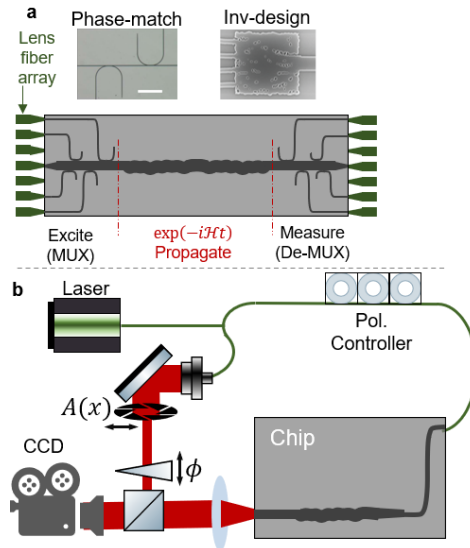 a
Phase-match
Inv-design
Lens
fiber
array
Excite
(MUX)
exp(−iℋt)
Propagate
Measure
(De-MUX)
b
Laser
Pol.
Controller
A(x)
CCD
ϕ
Chip